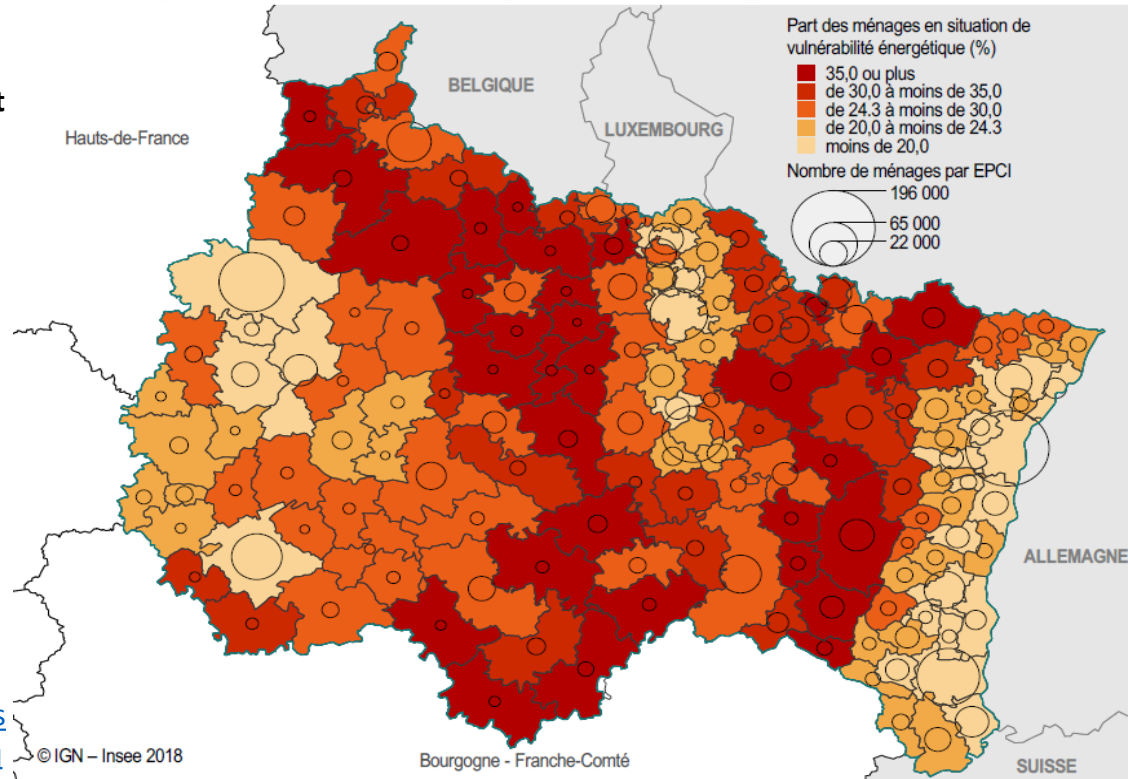 Part des ménages en situation de
vulnérabilité énergétique (%)
35,0 ou plus
de 30,0 à moins de 35,0
de 24.3 à moins de 30,0
de 20,0 à moins de 24.3
moins de 20,0
Nombre de ménages par EPCI
196 000
65 000
22 000
BELGIQUE
t
LUXEMBOURG
Hauts-de-France
ALLEMAGNE
s
© IGN – Insee 2018
Bourgogne - Franche-Comté
SUISSE